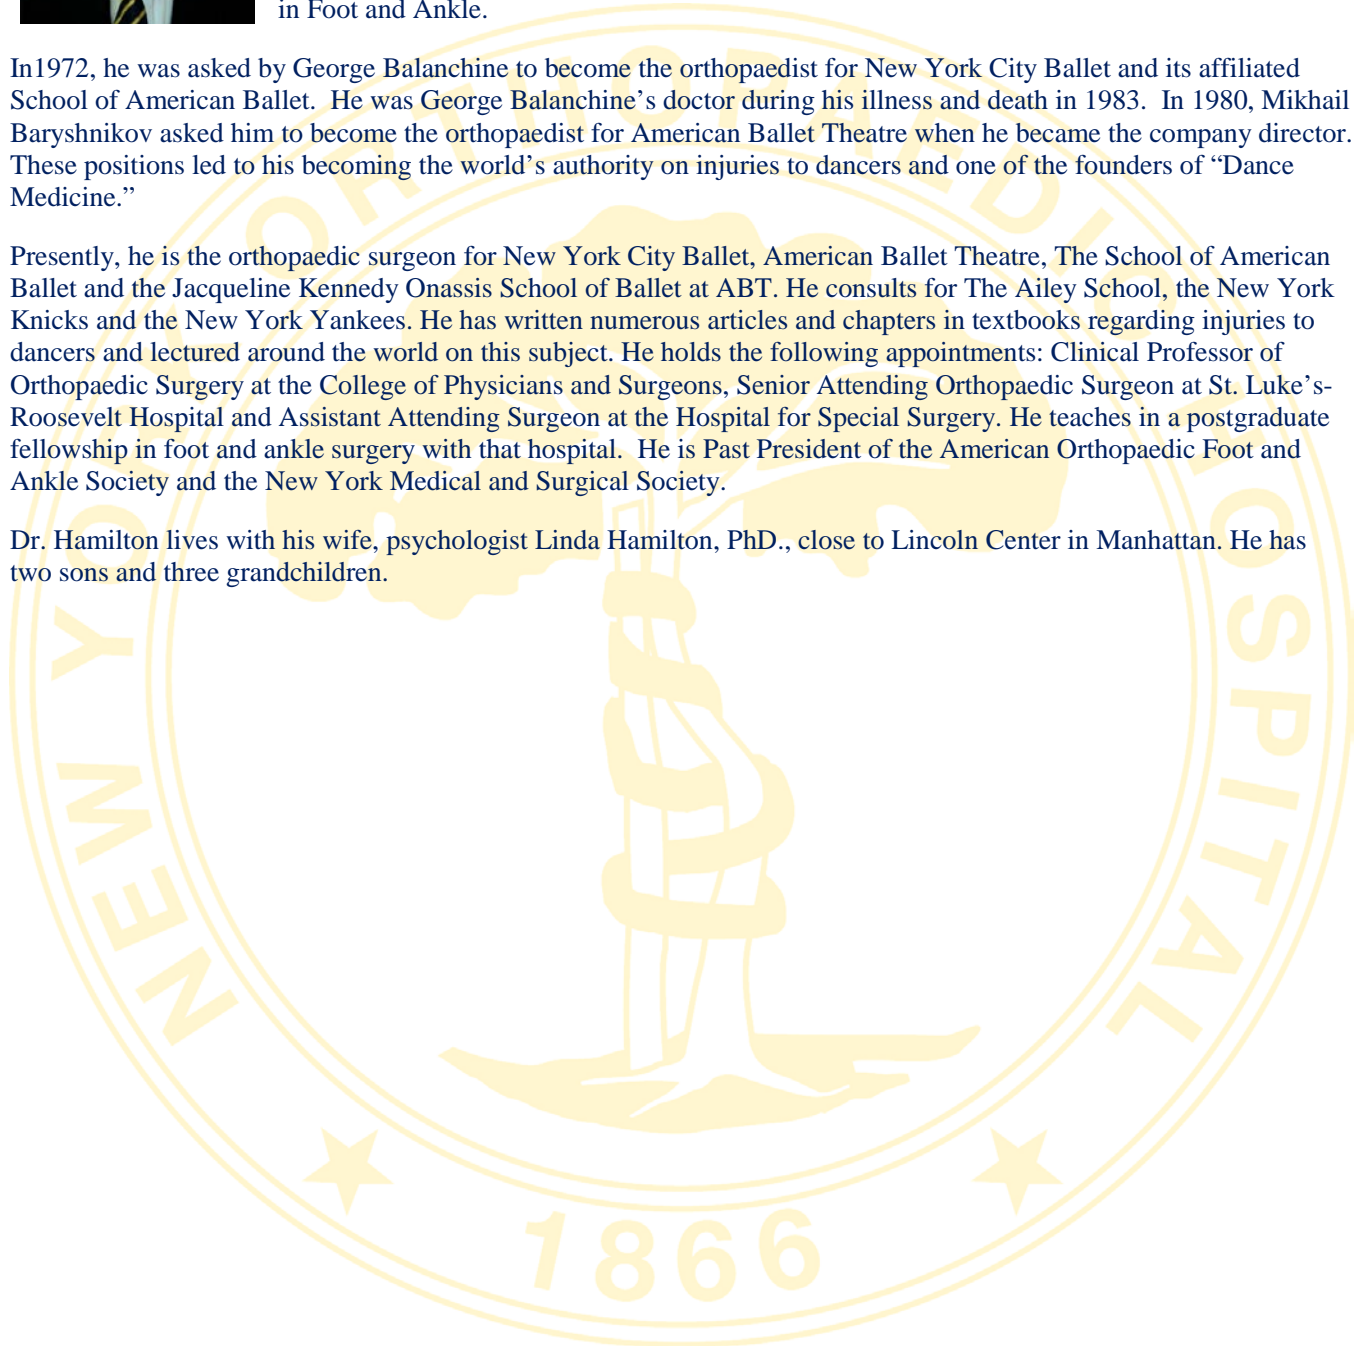 in Foot and Ankle.
In1972, he was asked by George Balanchine to become the orthopaedist for New York City Ballet and its affiliated
School of American Ballet.  He was George Balanchine’s doctor during his illness and death in 1983.  In 1980, Mikhail
Baryshnikov asked him to become the orthopaedist for American Ballet Theatre when he became the company director.
These positions led to his becoming the world’s authority on injuries to dancers and one of the founders of “Dance
Medicine.”
Presently, he is the orthopaedic surgeon for New York City Ballet, American Ballet Theatre, The School of American
Ballet and the Jacqueline Kennedy Onassis School of Ballet at ABT. He consults for The Ailey School, the New York
Knicks and the New York Yankees. He has written numerous articles and chapters in textbooks regarding injuries to
dancers and lectured around the world on this subject. He holds the following appointments: Clinical Professor of
Orthopaedic Surgery at the College of Physicians and Surgeons, Senior Attending Orthopaedic Surgeon at St. Luke’s-
Roosevelt Hospital and Assistant Attending Surgeon at the Hospital for Special Surgery. He teaches in a postgraduate
fellowship in foot and ankle surgery with that hospital.  He is Past President of the American Orthopaedic Foot and
Ankle Society and the New York Medical and Surgical Society.
Dr. Hamilton lives with his wife, psychologist Linda Hamilton, PhD., close to Lincoln Center in Manhattan. He has
two sons and three grandchildren.
NEW YORK ORTHOPAEDIC HOSPITAL
1866